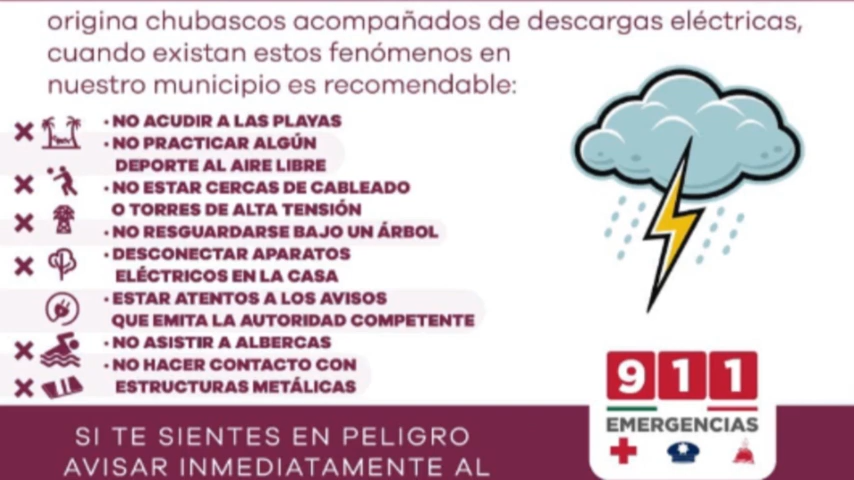 origina chubascos acompañados de descargas eléctricas,
cuando existan estos fenómenos en
nuestro municipio es recomendable:
· NO ACUDIR A LAS PLAYAS
· NO PRACTICAR ALGÚN
DEPORTE AL AIRE LIBRE
· NO ESTAR CERCAS DE CABLEADO
O TORRES DE ALTA TENSIÓN
· NO RESGUARDARSE BAJO UN ÁRBOL
· DESCONECTAR APARATOS
ELÉCTRICOS EN LA CASA
· ESTAR ATENTOS A LOS AVISOS
QUE EMITA LA AUTORIDAD COMPETENTE
· NO ASISTIR A ALBERCAS
· NO HACER CONTACTO CON
ESTRUCTURAS METÁLICAS
911
EMERGENCIAS
SI TE SIENTES EN PELIGRO
AVISAR INMEDIATAMENTE AL